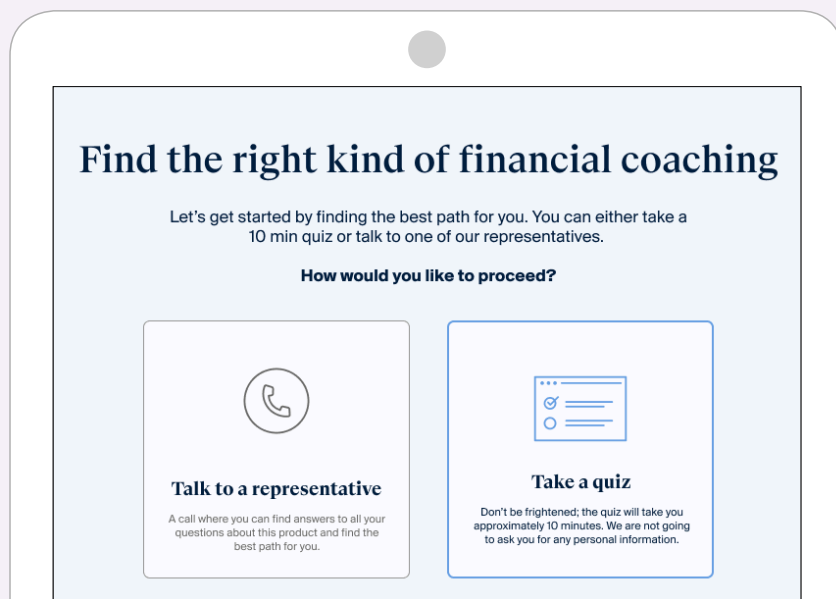 Find the right kind of financial coaching
Let’s get started by finding the best path for you. You can either take a
10 min quiz or talk to one of our representatives.
How would you like to proceed?
Talk to a representative
A call where you can find answers to all your
questions about this product and find the
best path for you.
Take a quiz
Don’t be frightened; the quiz will take you
approximately 10 minutes. We are not going
to ask you for any personal information.